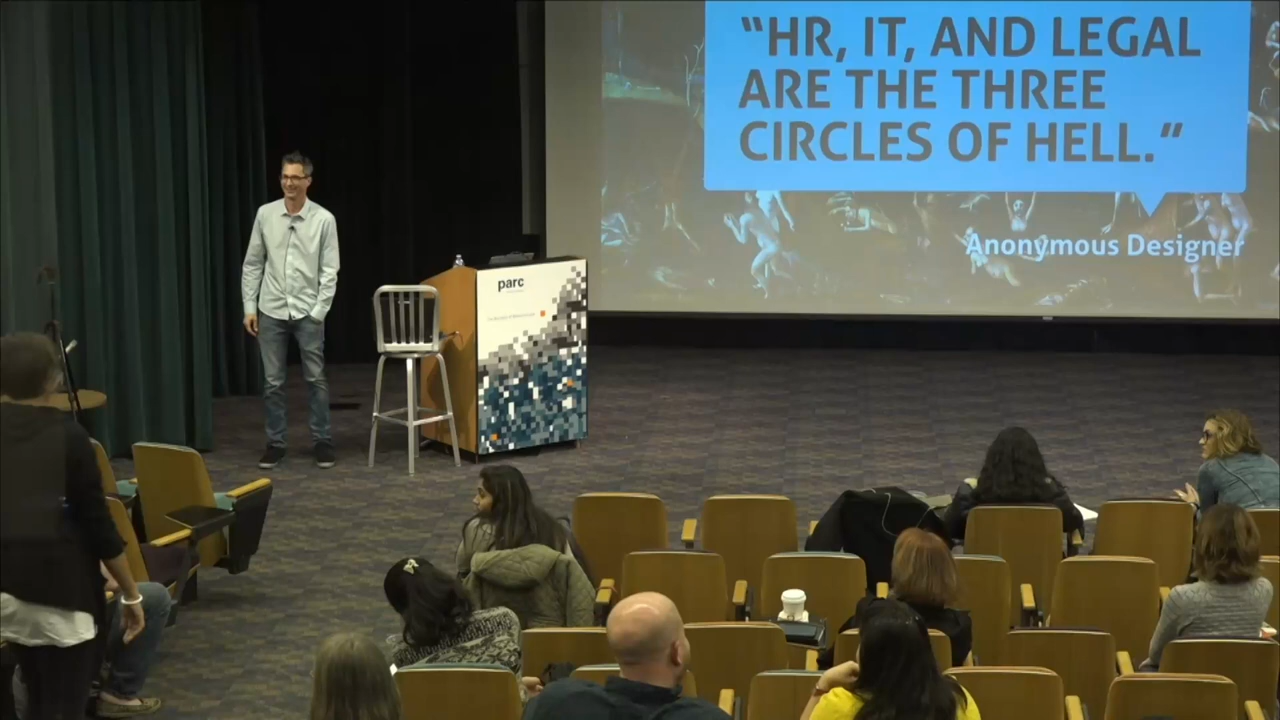 “HR, IT, AND LEGAL
ARE THE THREE
CIRCLES OF HELL.”
Anonymous Designer
parc